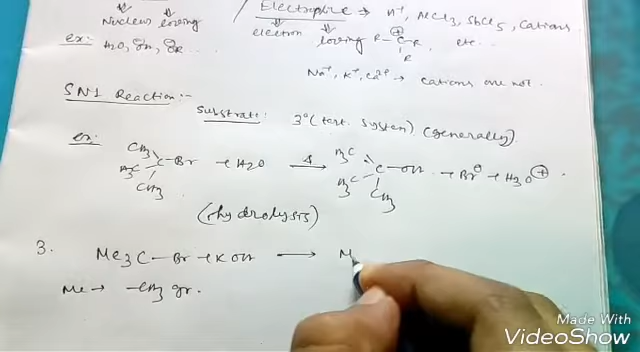 Nucleus loving
Electrophile → H⁺, AlCl3, SbCl5, Cations
electron loving R-C⊕-R, etc..
R
ex: H2O,
Na⁺, K⁺, Ca²⁺ → cations are not.
SN1 Reaction:-
Substrate: 3°(tert. system) (generally).
ex:
CH3
H3C C-Br + H2O Δ→ H3C C-OH + Br⊖ + H3O⊕.
CH3 H3C CH3
(Hydrolysis)
3. Me3C-Br + KOH → M
Me → -CH3 gr.
Made With
VideoShow